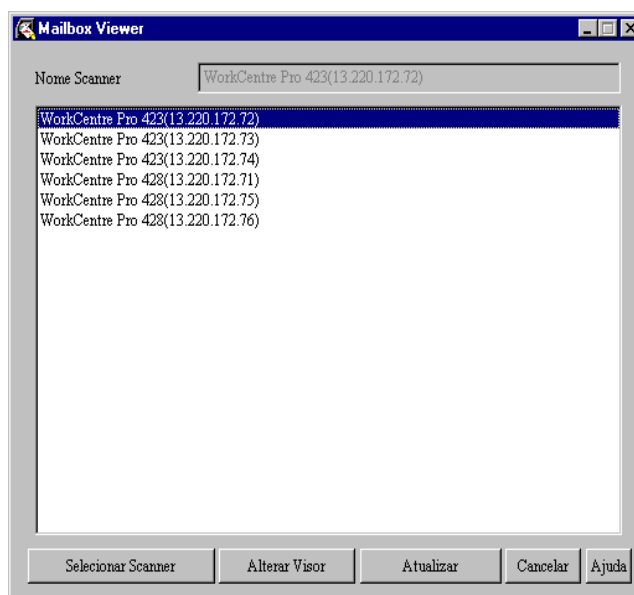 Mailbox Viewer
Nome Scanner WorkCentre Pro 423(13.220.172.72)
WorkCentre Pro 423(13.220.172.72)
WorkCentre Pro 423(13.220.172.73)
WorkCentre Pro 423(13.220.172.74)
WorkCentre Pro 428(13.220.172.71)
WorkCentre Pro 428(13.220.172.75)
WorkCentre Pro 428(13.220.172.76)
Selecionar Scanner Alterar Visor Atualizar Cancelar Ajuda